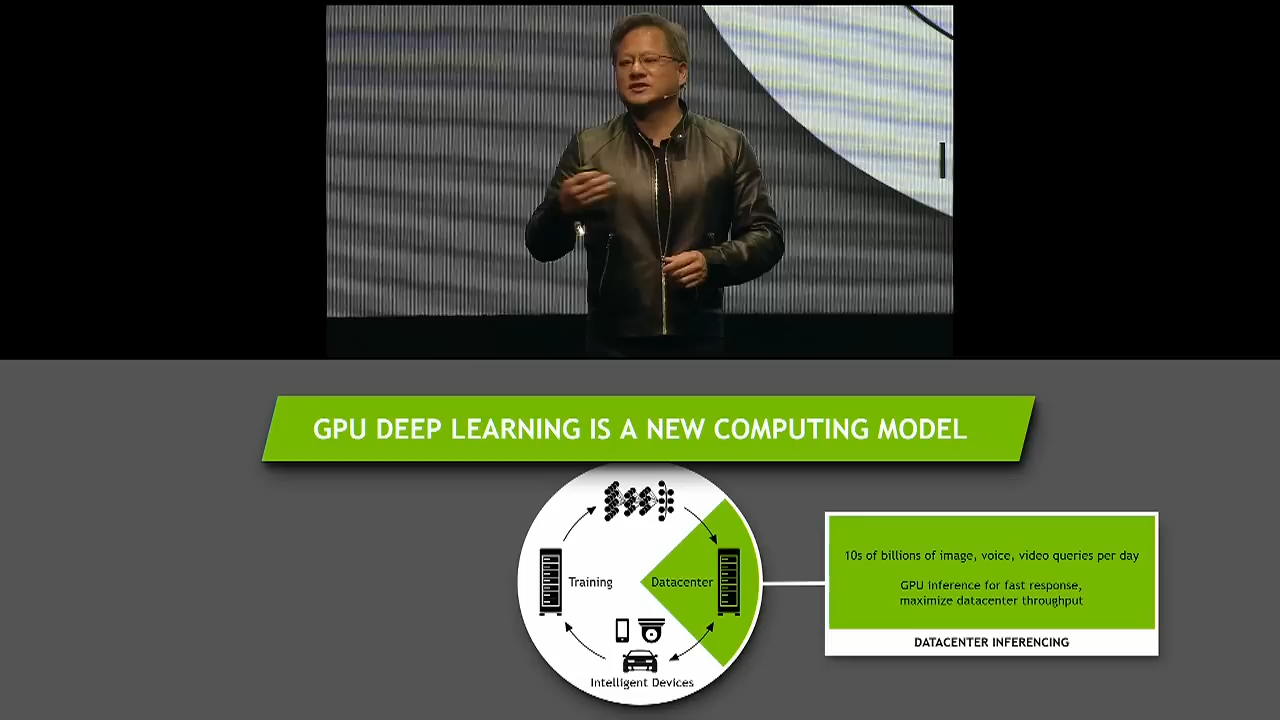 GPU DEEP LEARNING IS A NEW COMPUTING MODEL
Training
Datacenter
Intelligent Devices
10s of billions of image, voice, video queries per day
GPU inference for fast response,
maximize datacenter throughput
DATACENTER INFERENCING